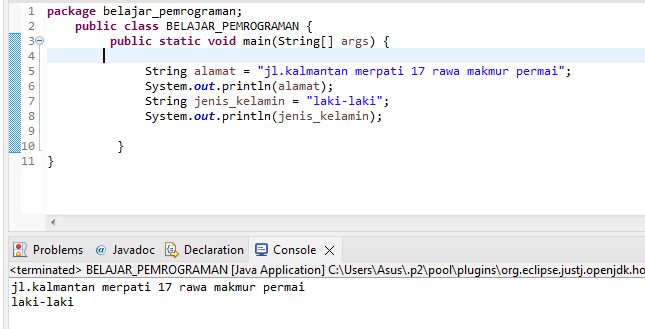 1 package belajar_pemrograman;
2 public class BELAJAR_PEMROGRAMAN {
3 public static void main(String[] args) {
4
5 String alamat = "jl.kalmantan merpati 17 rawa makmur permai";
6 System.out.println(alamat);
7 String jenis_kelamin = "laki-laki";
8 System.out.println(jenis_kelamin);
9
10 }
11 }
Problems @ Javadoc Declaration Console
<terminated> BELAJAR_PEMROGRAMAN [Java Application] C:\Users\Asus\.p2\pool\plugins\org.eclipse.justj.openjdk.ho
jl.kalmantan merpati 17 rawa makmur permai
laki-laki